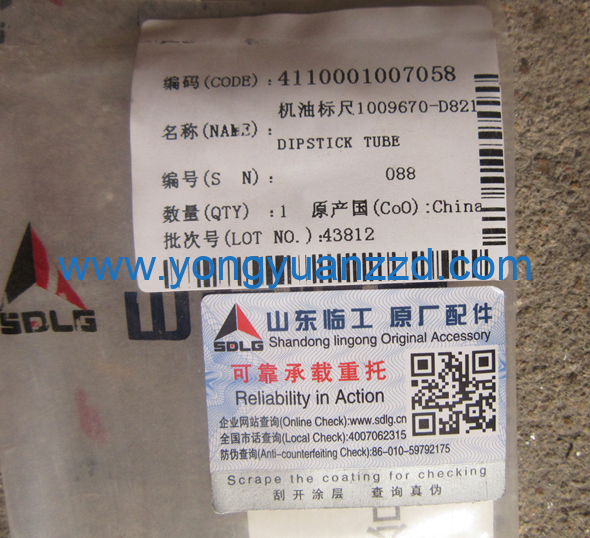 编码(CODE):4110001007058
机油标尺1009670-D821
名称(NAME):
DIPSTICK TUBE
编号(S N): 088
数量(QTY) :1 原产国(CoO):China
批次号(LOT NO.):43812
www.yongyuanzzd.com
SDLG
山
SDLG
山东临工 原厂配件
Shandong lingong Original Accessory
可靠承载重托
Reliability in Action
企业网站查询(Online Check):www.sdlg.cn
全国市话查询(Local Check):4007062315
防伪查询(Anti-counterfeiting Check):86-010-59792175
Scrape the coating for checking
刮开涂层 查询真伪